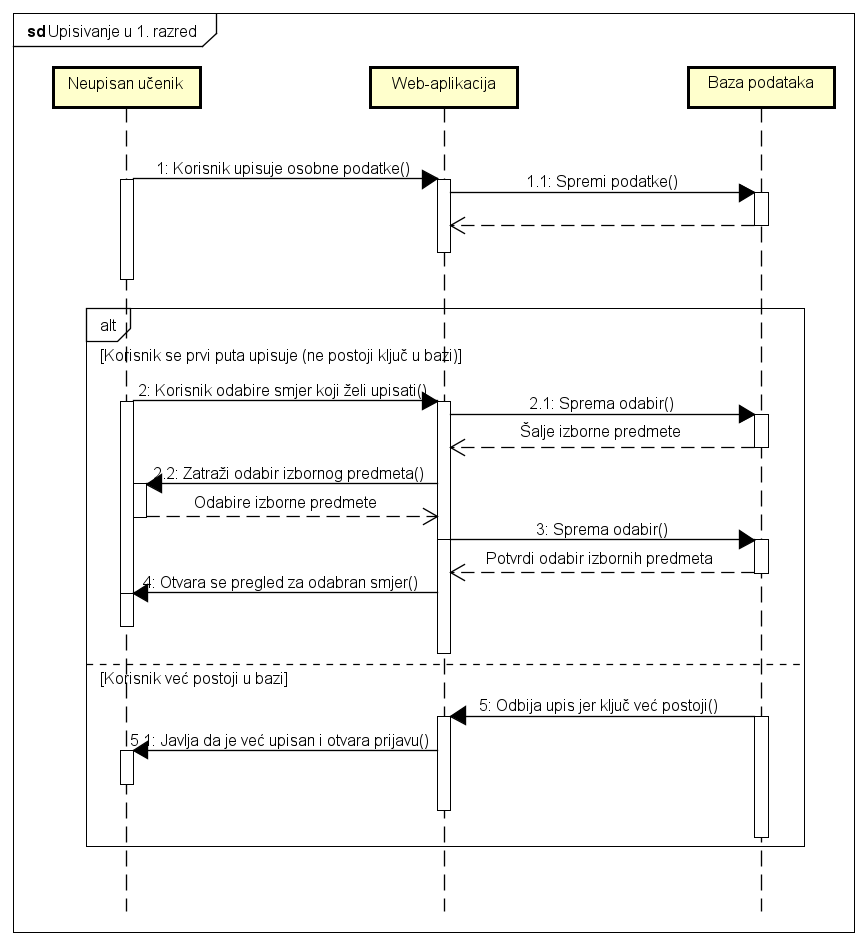 sd Upisivanje u 1. razred
Neupisan učenik
Web-aplikacija
Baza podataka
1: Korisnik upisuje osobne podatke()
1.1: Spremi podatke()
alt
[Korisnik se prvi puta upisuje (ne postoji ključ u bazi)]
2: Korisnik odabire smjer koji želi upisati()
2.1: Sprema odabir()
Šalje izborne predmete
2.2: Zatraži odabir izbornog predmeta()
Odabire izborne predmete
3: Sprema odabir()
Potvrdi odabir izbornih predmeta
4: Otvara se pregled za odabran smjer()
[Korisnik već postoji u bazi]
5: Odbija upis jer ključ već postoji()
5.1: Javlja da je već upisan i otvara prijavu()